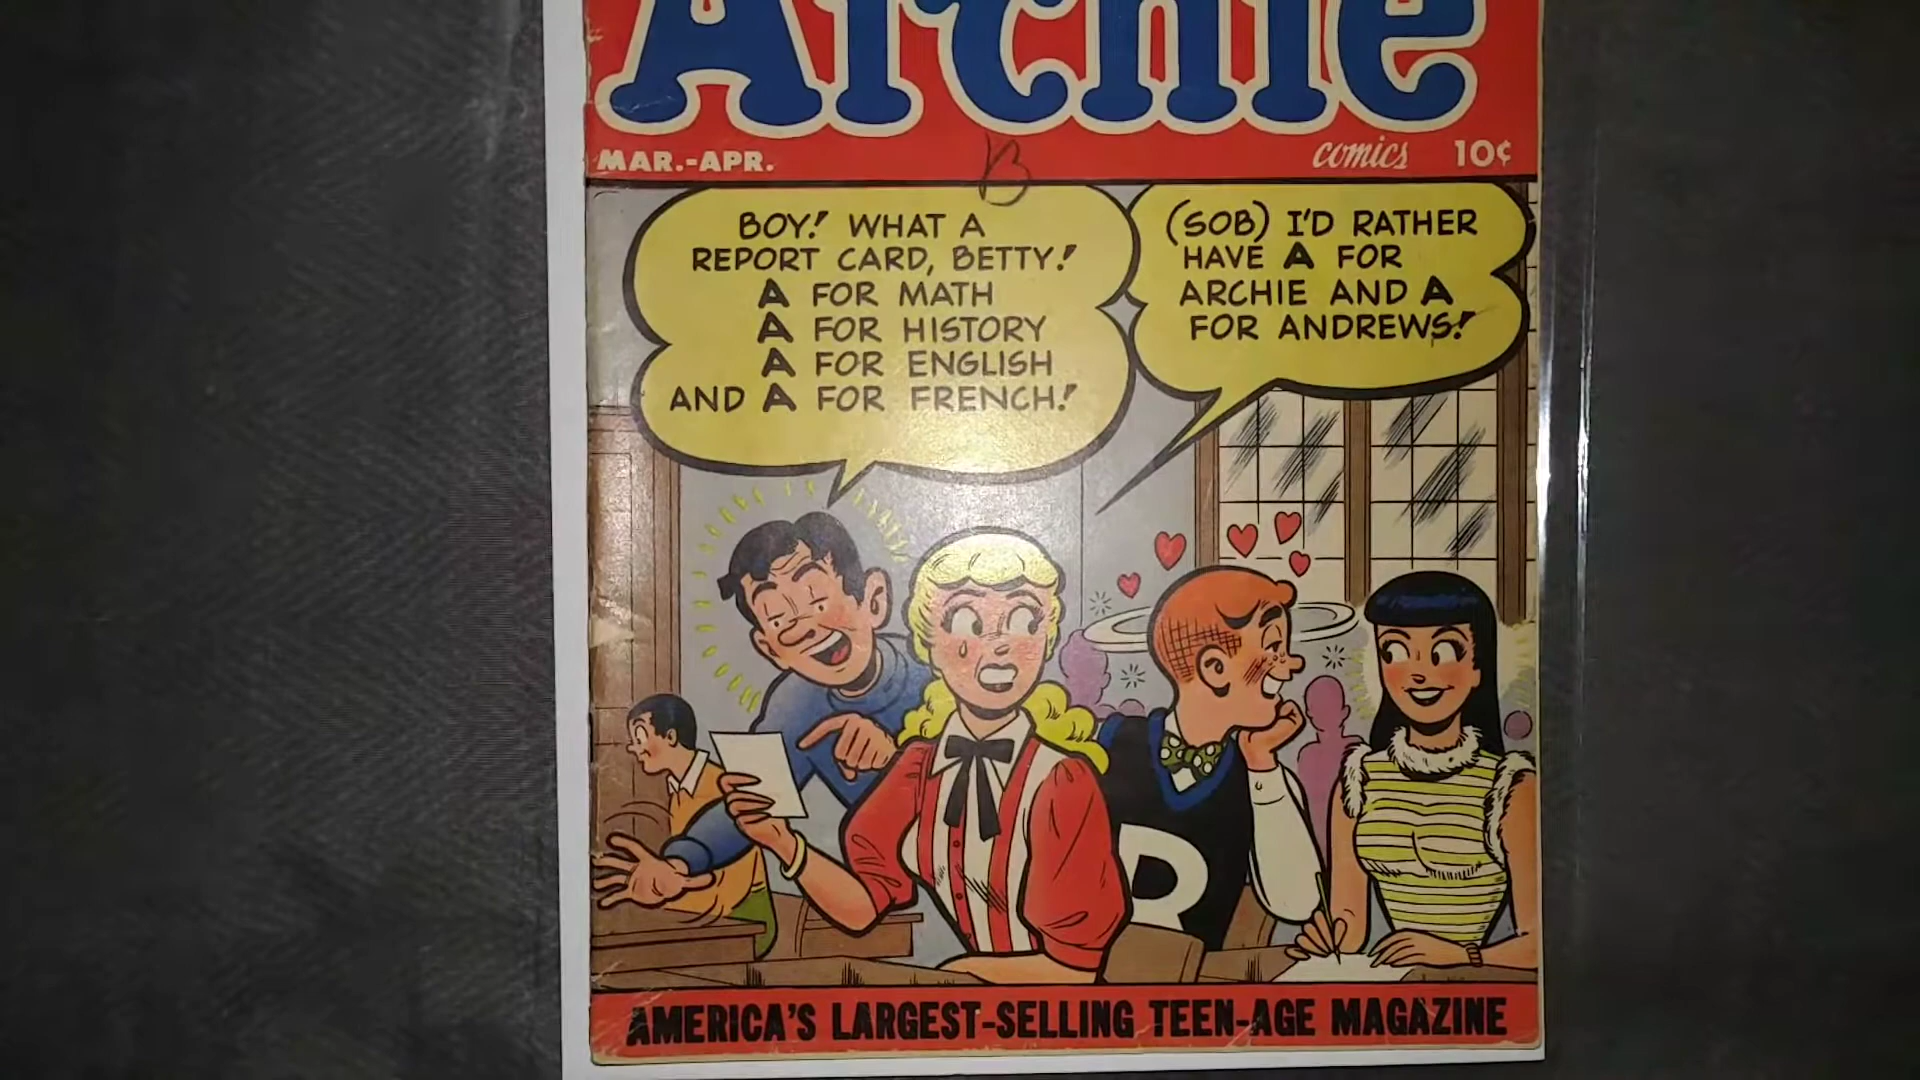 Archie
MAR.-APR.
comics 10¢
B
BOY! WHAT A
REPORT CARD, BETTY!
A FOR MATH
A FOR HISTORY
A FOR ENGLISH
AND A FOR FRENCH!
(SOB) I'D RATHER
HAVE A FOR
ARCHIE AND A
FOR ANDREWS!
R
AMERICA'S LARGEST-SELLING TEEN-AGE MAGAZINE